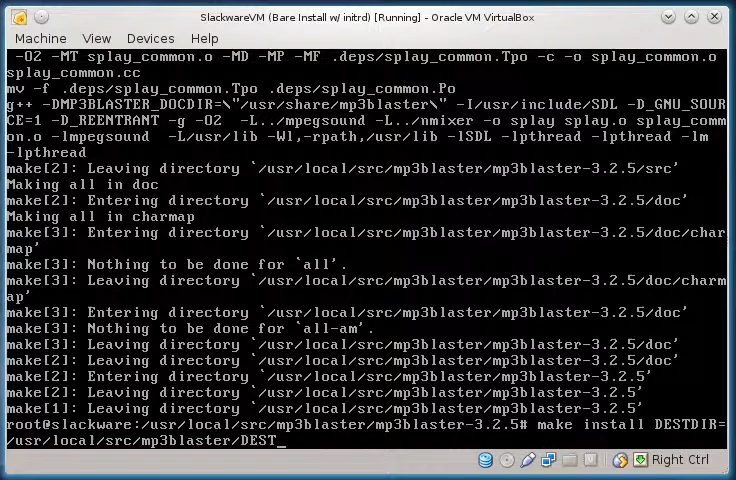 SlackwareVM (Bare Install w/ initrd) [Running] - Oracle VM VirtualBox
Machine View Devices Help
-O2 -MT splay_common.o -MD -MP -MF .deps/splay_common.Tpo -c -o splay_common.o
splay_common.cc
mv -f .deps/splay_common.Tpo .deps/splay_common.Po
g++ -DMP3BLASTER_DOCDIR=\"/usr/share/mp3blaster\" -I/usr/include/SDL -D_GNU_SOUR
CE=1 -D_REENTRANT -g -O2  -L../mpegsound -L../nmixer -o splay splay.o splay_comm
on.o -lmpegsound  -L/usr/lib -Wl,-rpath,/usr/lib -lSDL -lpthread -lpthread -lm
-lpthread
make[2]: Leaving directory `/usr/local/src/mp3blaster/mp3blaster-3.2.5/src'
Making all in doc
make[2]: Entering directory `/usr/local/src/mp3blaster/mp3blaster-3.2.5/doc'
Making all in charmap
make[3]: Entering directory `/usr/local/src/mp3blaster/mp3blaster-3.2.5/doc/char
map'
make[3]: Nothing to be done for `all'.
make[3]: Leaving directory `/usr/local/src/mp3blaster/mp3blaster-3.2.5/doc/charm
ap'
make[3]: Entering directory `/usr/local/src/mp3blaster/mp3blaster-3.2.5/doc'
make[3]: Nothing to be done for `all-am'.
make[3]: Leaving directory `/usr/local/src/mp3blaster/mp3blaster-3.2.5/doc'
make[2]: Leaving directory `/usr/local/src/mp3blaster/mp3blaster-3.2.5/doc'
make[2]: Entering directory `/usr/local/src/mp3blaster/mp3blaster-3.2.5'
make[2]: Leaving directory `/usr/local/src/mp3blaster/mp3blaster-3.2.5'
make[1]: Leaving directory `/usr/local/src/mp3blaster/mp3blaster-3.2.5'
root@slackware:/usr/local/src/mp3blaster/mp3blaster-3.2.5# make install DESTDIR=
/usr/local/src/mp3blaster/DEST_
Right Ctrl